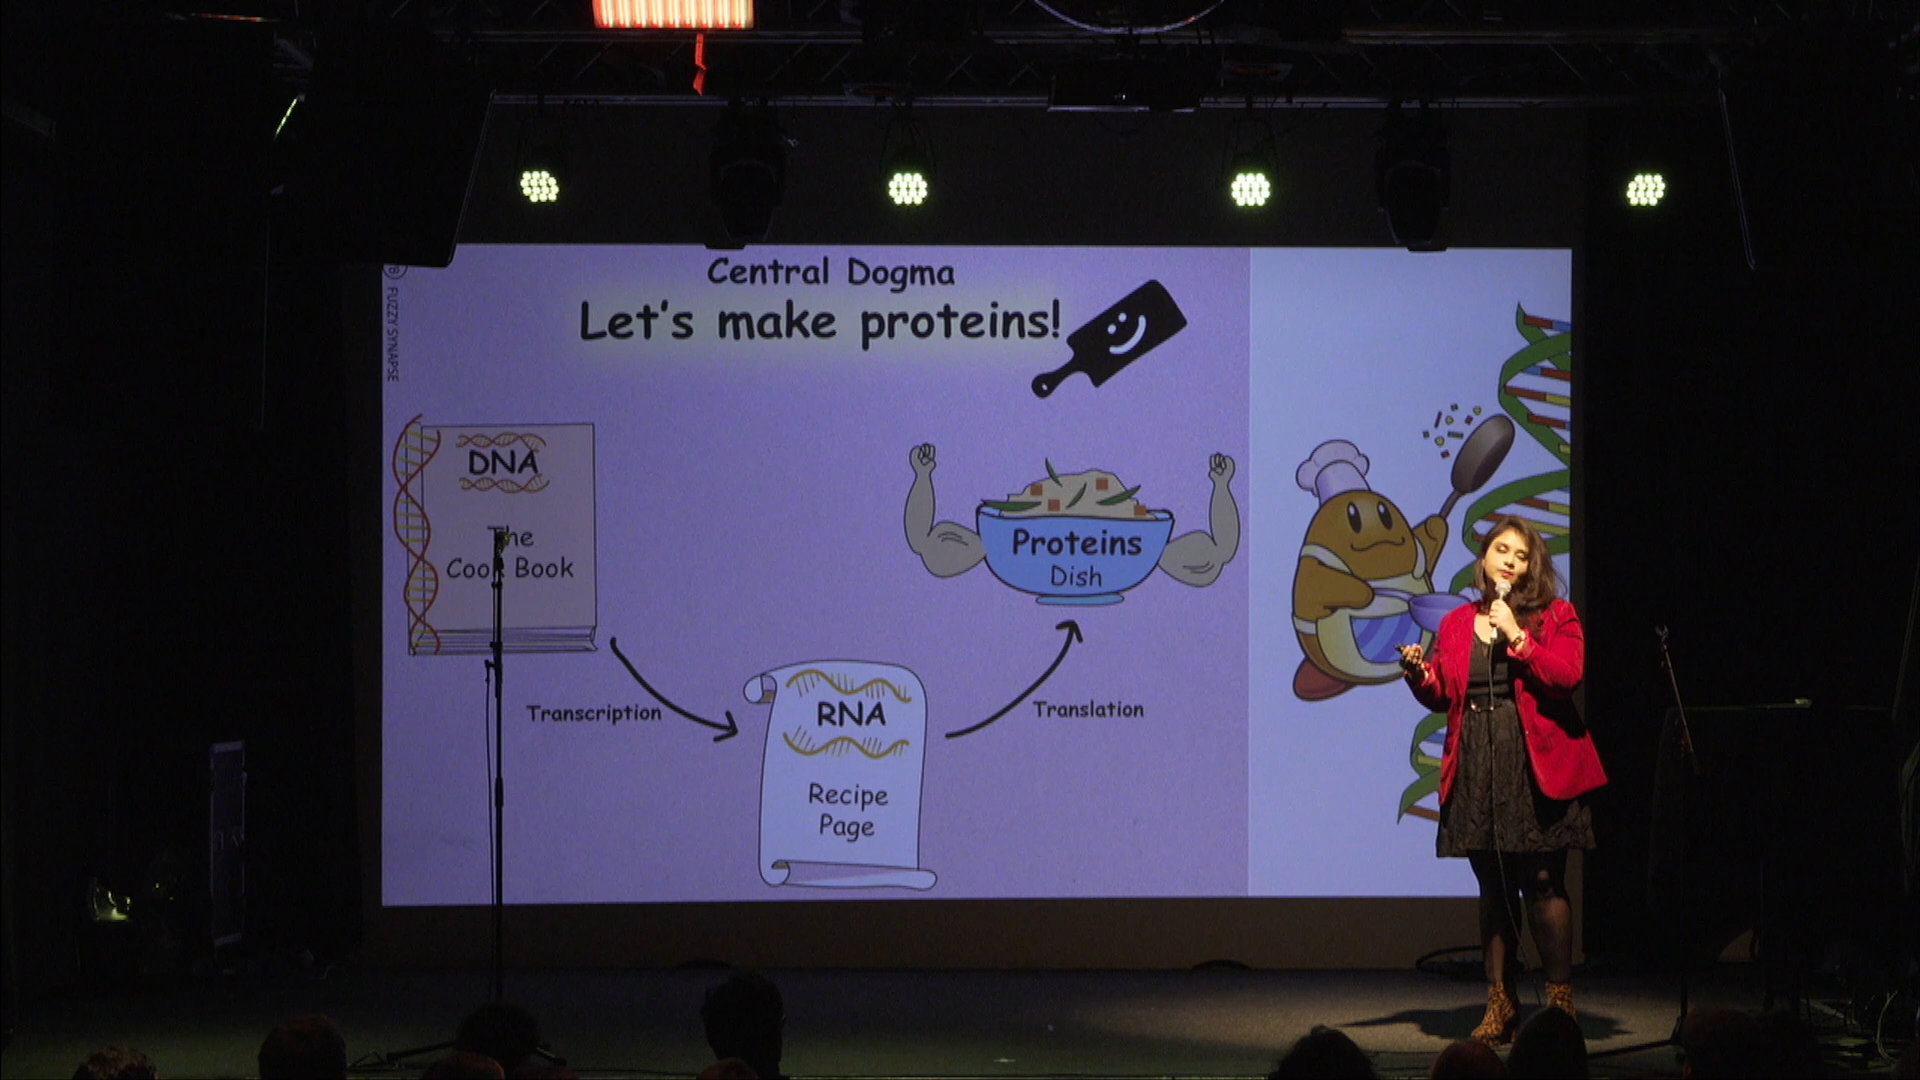 Central Dogma
Let's make proteins!
FUZZY SYNAPSE
DNA
The
Cook Book
Transcription
RNA
Recipe
Page
Translation
Proteins
Dish